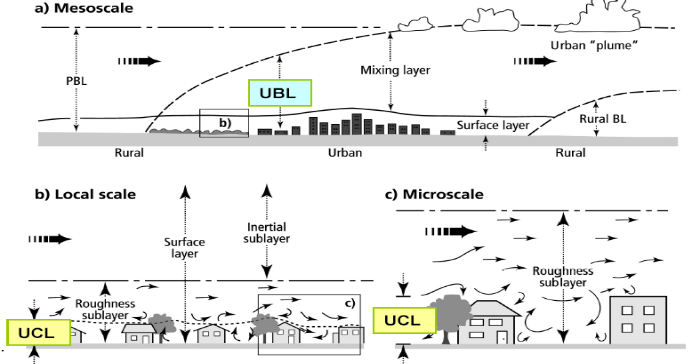 a) Mesoscale
Urban "plume"
PBL
Mixing layer
UBL
b)
Surface layer
Rural BL
Rural
Urban
Rural
b) Local scale
Surface
layer
Inertial
sublayer
Roughness
sublayer
c)
UCL
c) Microscale
Roughness
sublayer
UCL